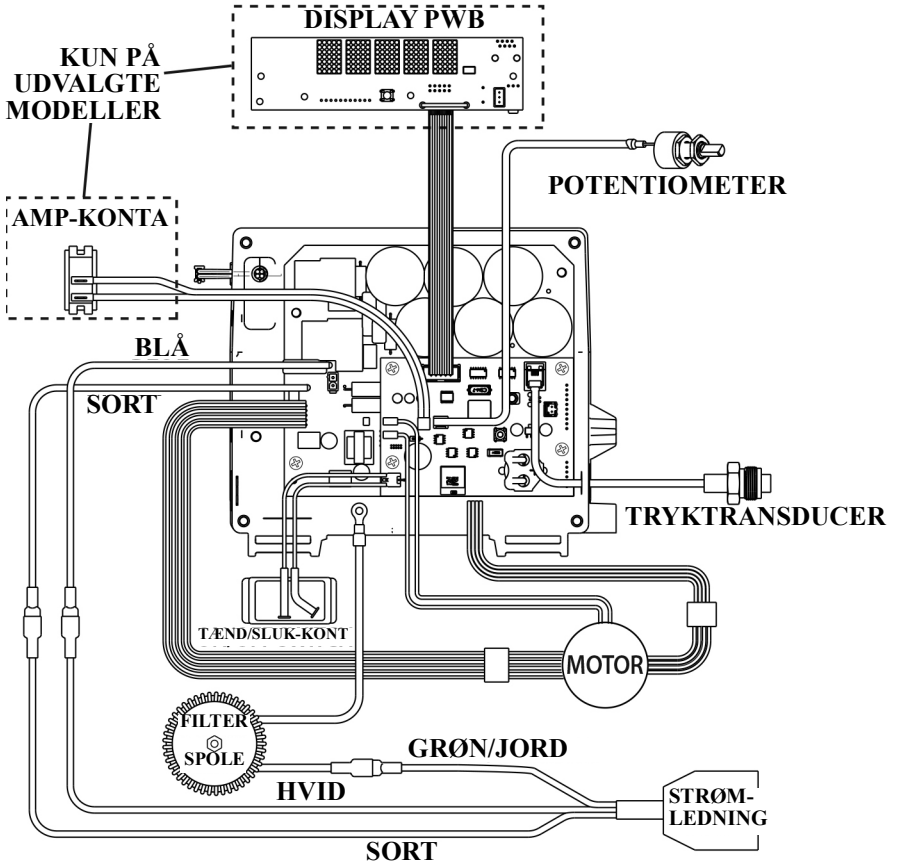 DISPLAY PWB
KUN PÅ
UDVALGTE
MODELLER
POTENTIOMETER
AMP-KONTA
BLÅ
SORT
TRYKTRANSDUCER
TÆND/SLUK-KONT
MOTOR
FILTER
SPOLE
GRØN/JORD
HVID
STRØM-
LEDNING
SORT